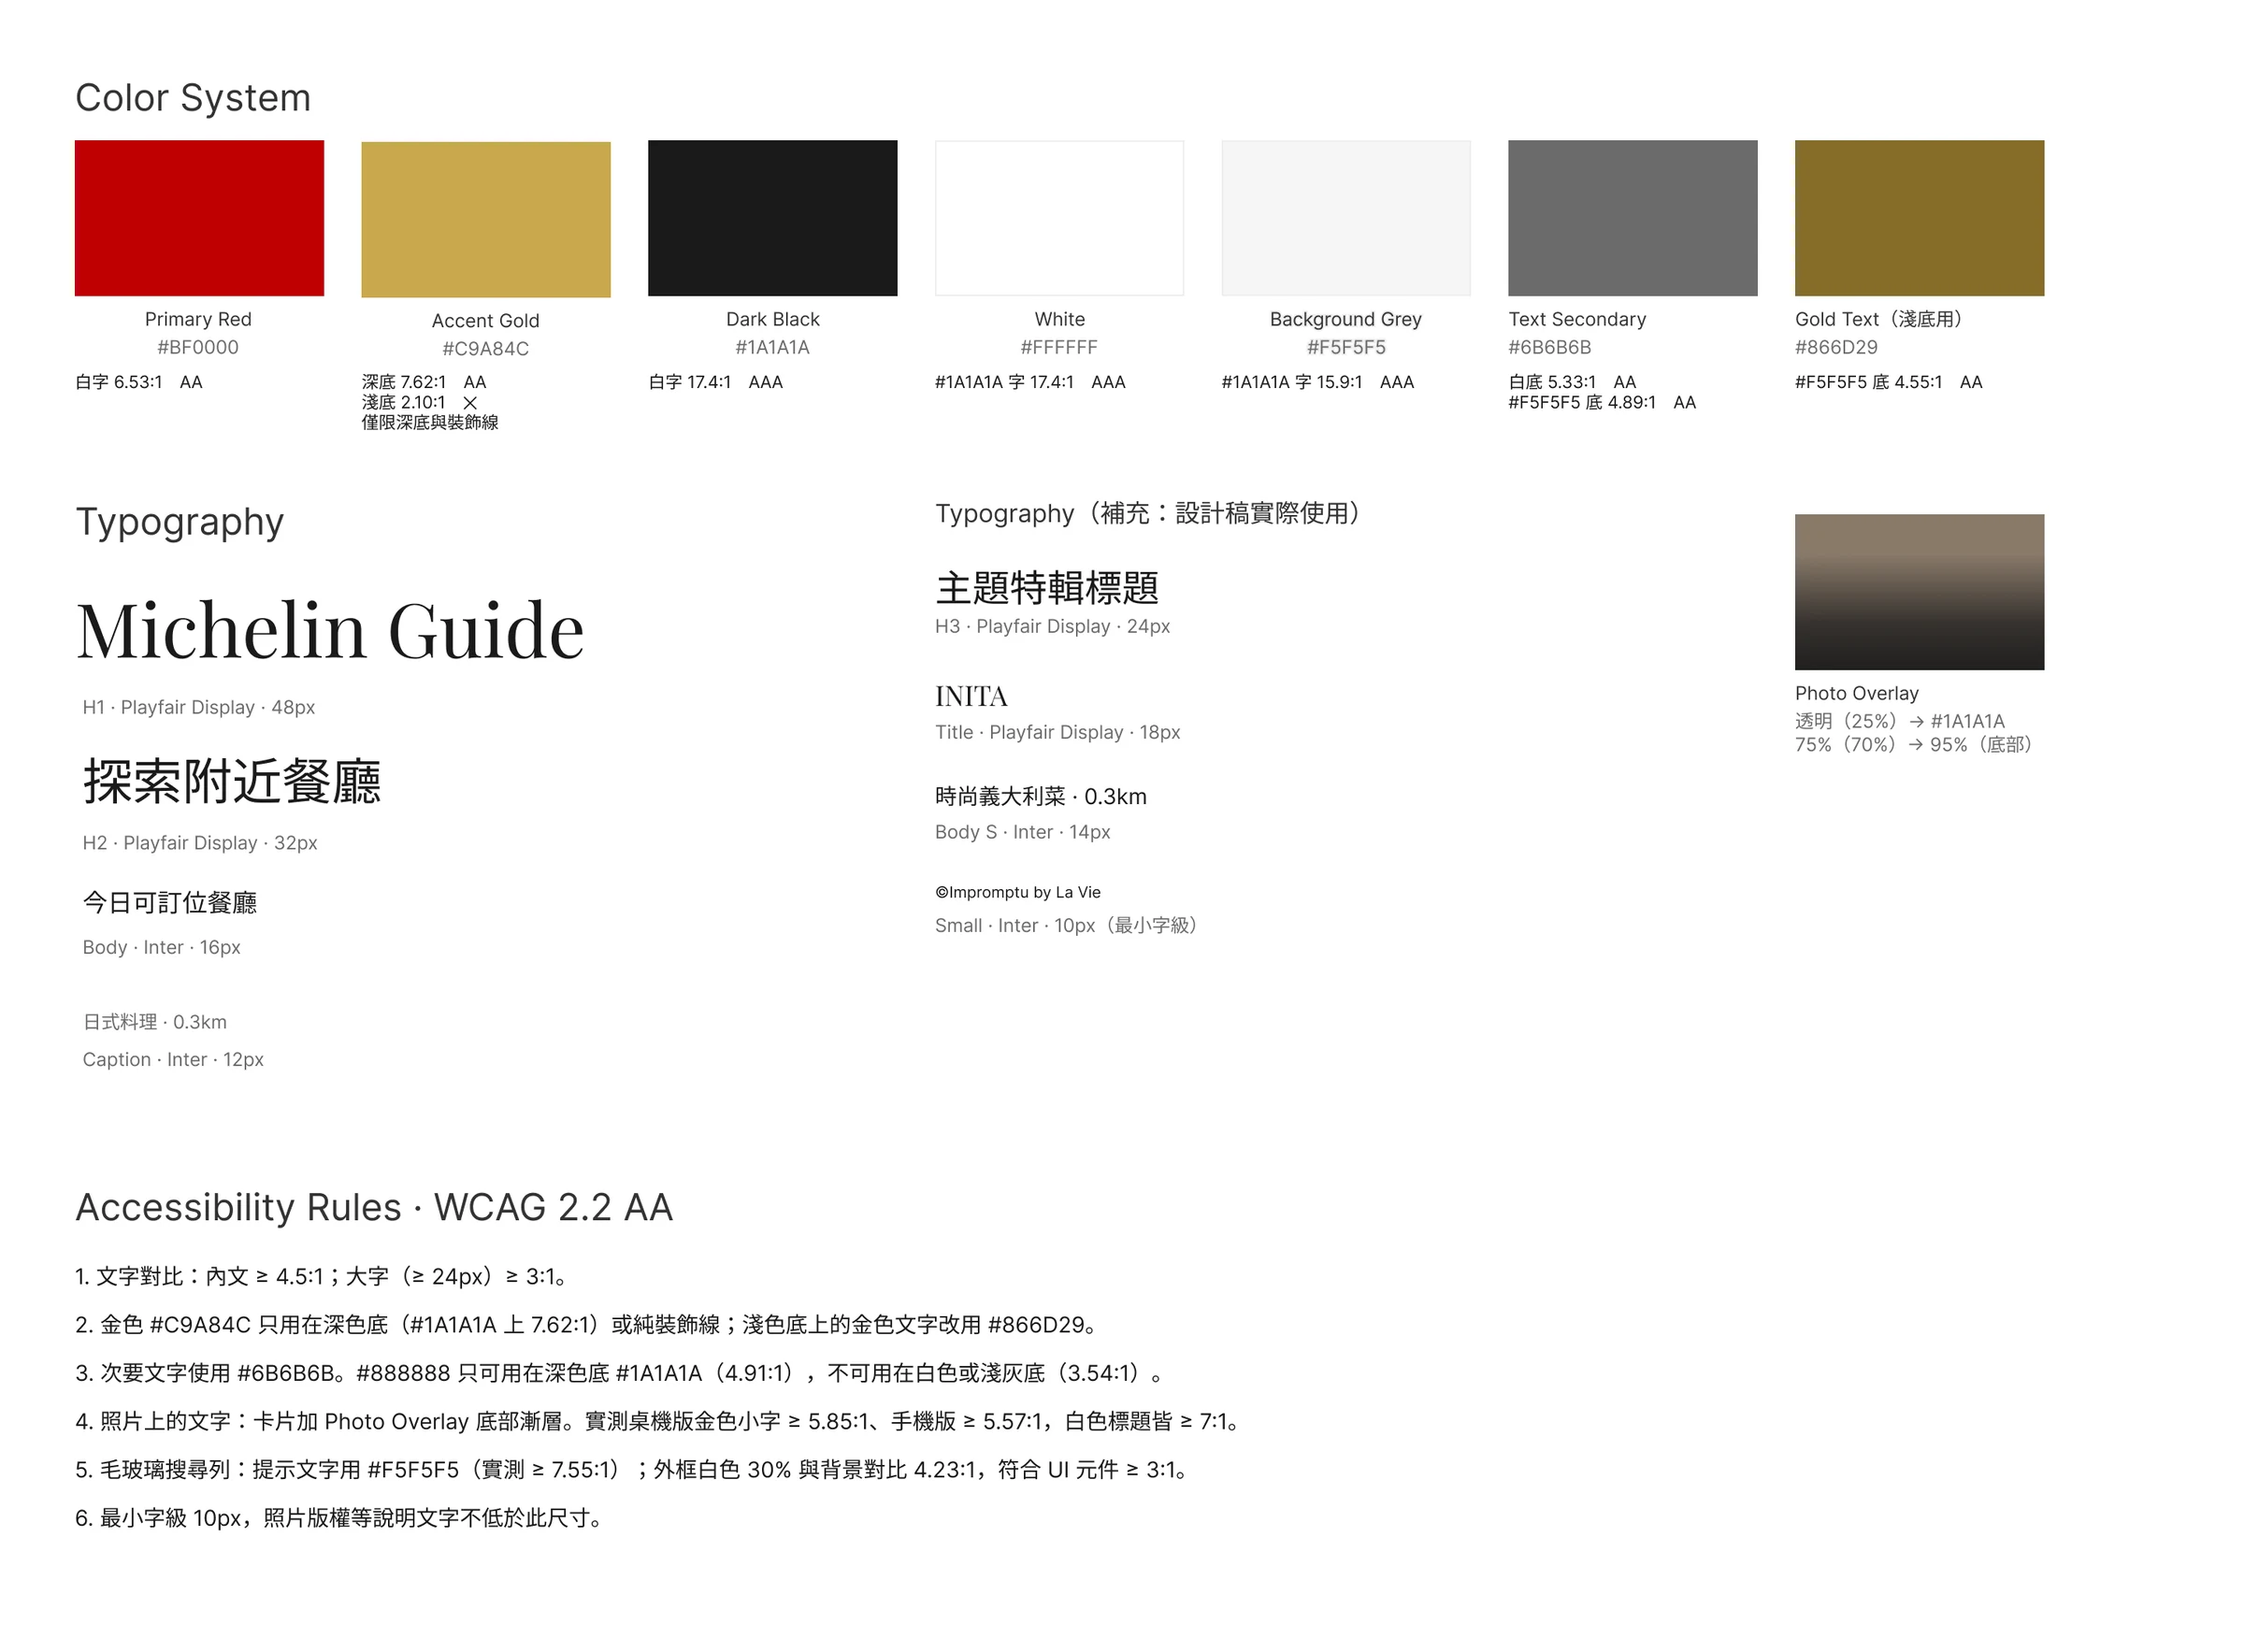 Color System
Primary Red
#BF0000
白字 6.53:1 AA
Accent Gold
#C9A84C
深底 7.62:1 AA
淺底 2.10:1 ✕
僅限深底與裝飾線
Dark Black
#1A1A1A
白字 17.4:1 AAA
White
#FFFFFF
#1A1A1A 字 17.4:1 AAA
Background Grey
#F5F5F5
#1A1A1A 字 15.9:1 AAA
Text Secondary
#6B6B6B
白底 5.33:1 AA
#F5F5F5 底 4.89:1 AA
Gold Text（淺底用）
#866D29
#F5F5F5 底 4.55:1 AA
Typography
Michelin Guide
H1 · Playfair Display · 48px
探索附近餐廳
H2 · Playfair Display · 32px
今日可訂位餐廳
Body · Inter · 16px
日式料理 · 0.3km
Caption · Inter · 12px
Typography（補充：設計稿實際使用）
主題特輯標題
H3 · Playfair Display · 24px
INITA
Title · Playfair Display · 18px
時尚義大利菜 · 0.3km
Body S · Inter · 14px
©Impromptu by La Vie
Small · Inter · 10px（最小字級）
Photo Overlay
透明（25%）→ #1A1A1A
75%（70%）→ 95%（底部）
Accessibility Rules · WCAG 2.2 AA
1. 文字對比：內文 ≥ 4.5:1；大字（≥ 24px）≥ 3:1。
2. 金色 #C9A84C 只用在深色底（#1A1A1A 上 7.62:1）或純裝飾線；淺色底上的金色文字改用 #866D29。
3. 次要文字使用 #6B6B6B。#888888 只可用在深色底 #1A1A1A（4.91:1），不可用在白色或淺灰底（3.54:1）。
4. 照片上的文字：卡片加 Photo Overlay 底部漸層。實測桌機版金色小字 ≥ 5.85:1、手機版 ≥ 5.57:1，白色標題皆 ≥ 7:1。
5. 毛玻璃搜尋列：提示文字用 #F5F5F5（實測 ≥ 7.55:1）；外框白色 30% 與背景對比 4.23:1，符合 UI 元件 ≥ 3:1。
6. 最小字級 10px，照片版權等說明文字不低於此尺寸。